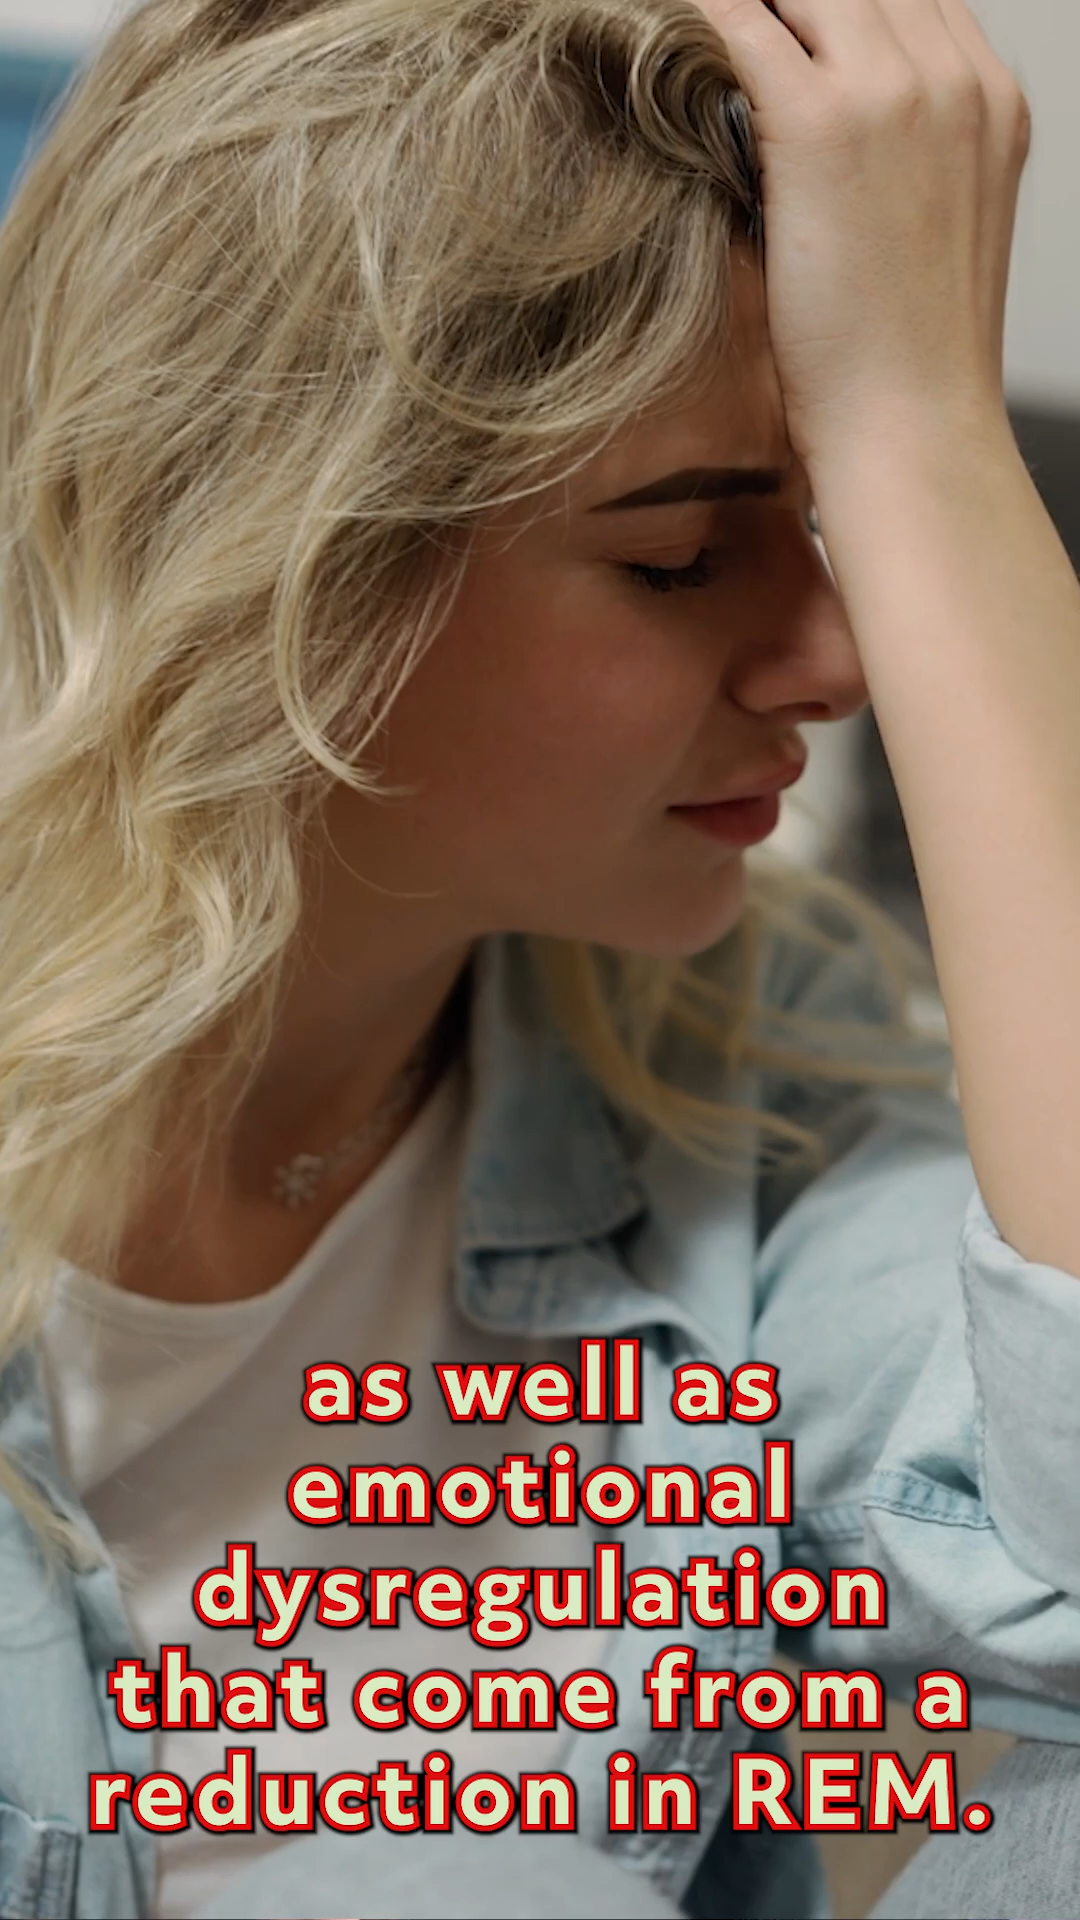 as well as
emotional
dysregulation
that come from a
reduction in REM.